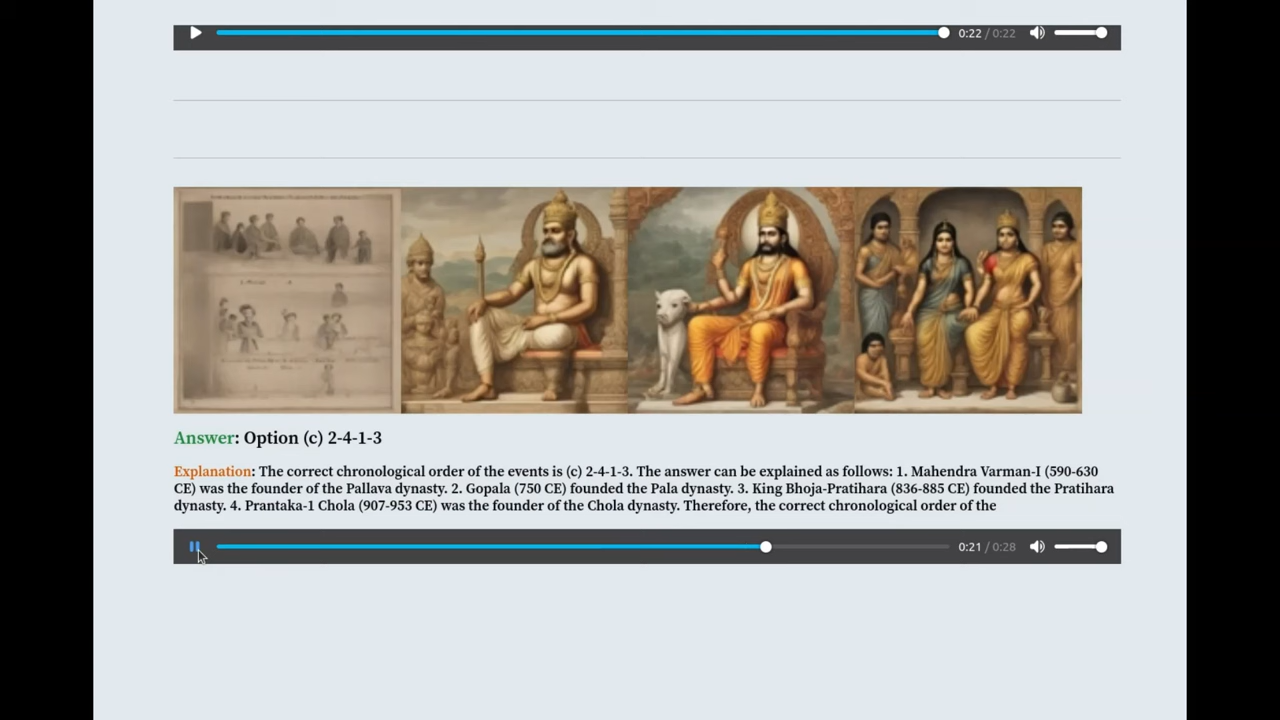 0:22 / 0:22
Answer: Option (c) 2-4-1-3
Explanation: The correct chronological order of the events is (c) 2-4-1-3. The answer can be explained as follows: 1. Mahendra Varman-I (590-630
CE) was the founder of the Pallava dynasty. 2. Gopala (750 CE) founded the Pala dynasty. 3. King Bhoja-Pratihara (836-885 CE) founded the Pratihara
dynasty. 4. Prantaka-1 Chola (907-953 CE) was the founder of the Chola dynasty. Therefore, the correct chronological order of the
0:21 / 0:28